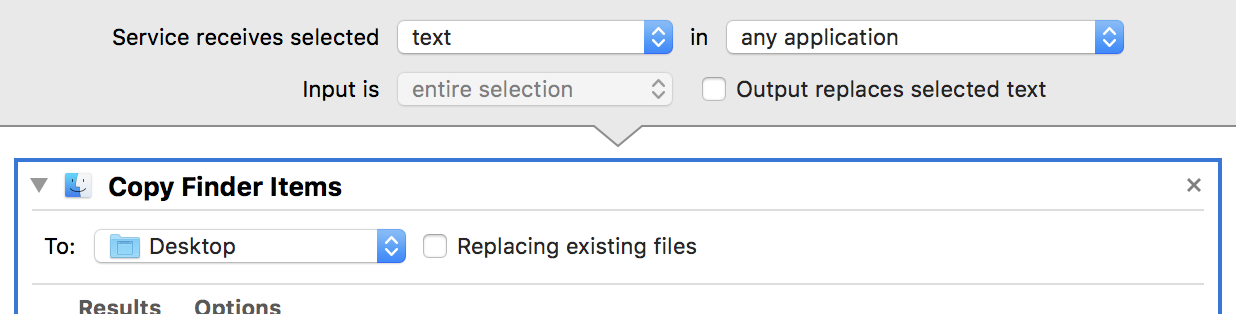 Service receives selected text in any application
Input is entire selection Output replaces selected text
Copy Finder Items
To: Desktop Replacing existing files
Results Options